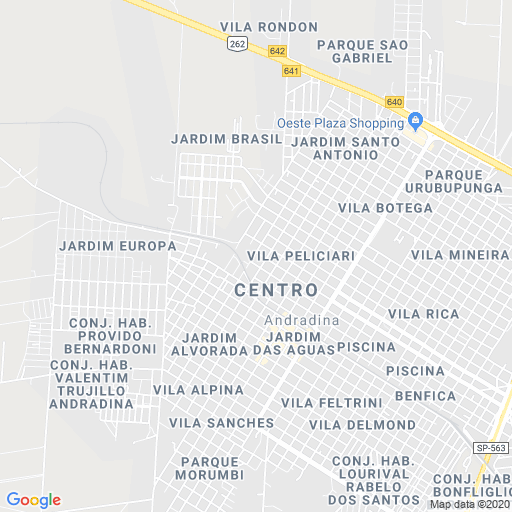 VILA RONDON
262
642
641
PARQUE SAO
GABRIEL
640
Oeste Plaza Shopping
JARDIM BRASIL
JARDIM SANTO
ANTONIO
PARQUE
URUBUPUNGA
VILA BOTEGA
JARDIM EUROPA
VILA PELICIARI
VILA MINEIRA
CENTRO
Andradina
VILA RICA
CONJ. HAB.
PROVIDO
BERNARDONI
JARDIM
ALVORADA
JARDIM
DAS AGUAS
PISCINA
CONJ. HAB.
VALENTIM
TRUJILLO
ANDRADINA
PISCINA
VILA ALPINA
BENFICA
VILA FELTRINI
VILA SANCHES
VILA DELMOND
SP-563
PARQUE
MORUMBI
CONJ. HAB.
LOURIVAL
RABELO
DOS SANTOS
CONJ. HAB.
BONFLIGLIO
Google
Map data ©2020